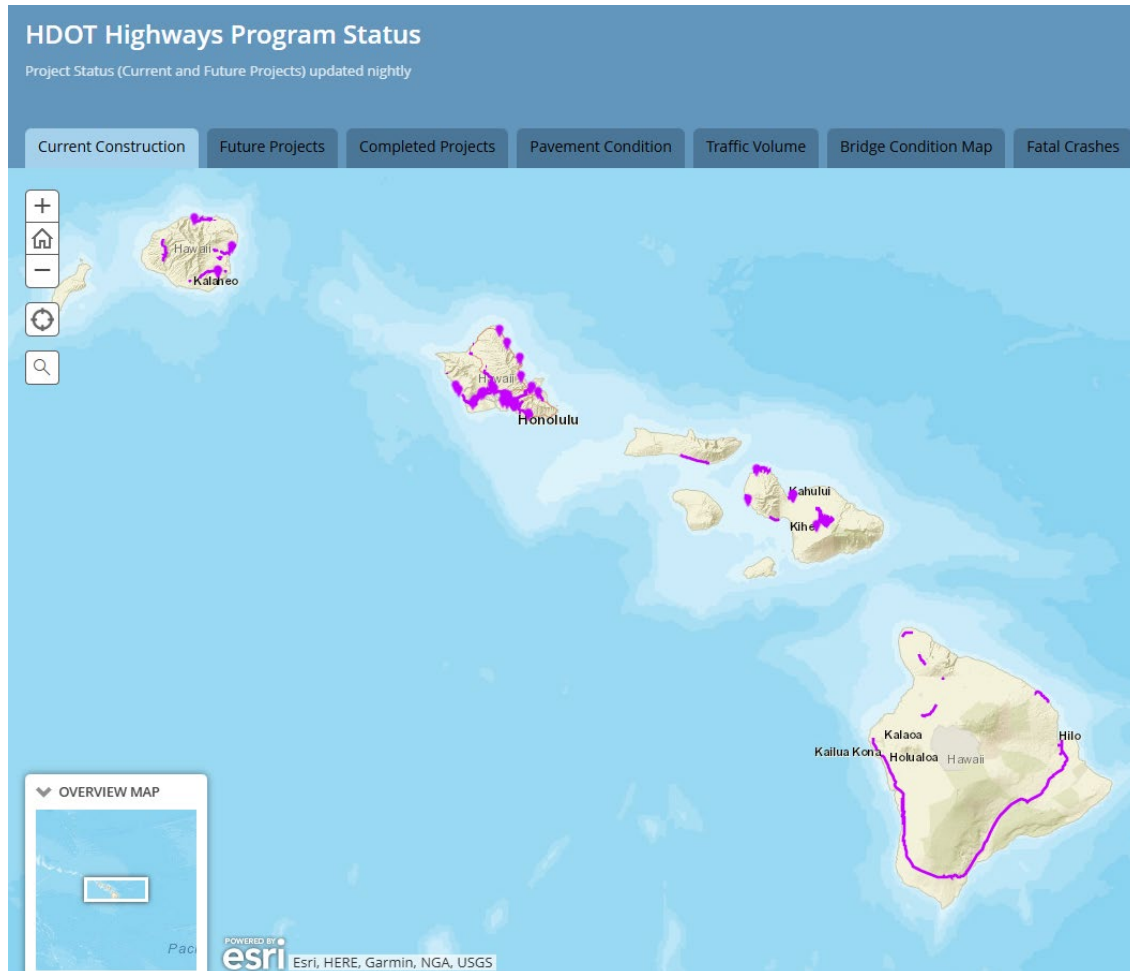 HDOT Highways Program Status
Project Status (Current and Future Projects) updated nightly
Current Construction
Future Projects
Completed Projects
Pavement Condition
Traffic Volume
Bridge Condition Map
Fatal Crashes
+
−
Hawaii
Kalaheo
Hawaii
Honolulu
Kahului
Kihe
Kalaoa
Hilo
Kailua Kona
Holualoa
Hawaii
OVERVIEW MAP
Paci
POWERED BY
esri
Esri, HERE, Garmin, NGA, USGS